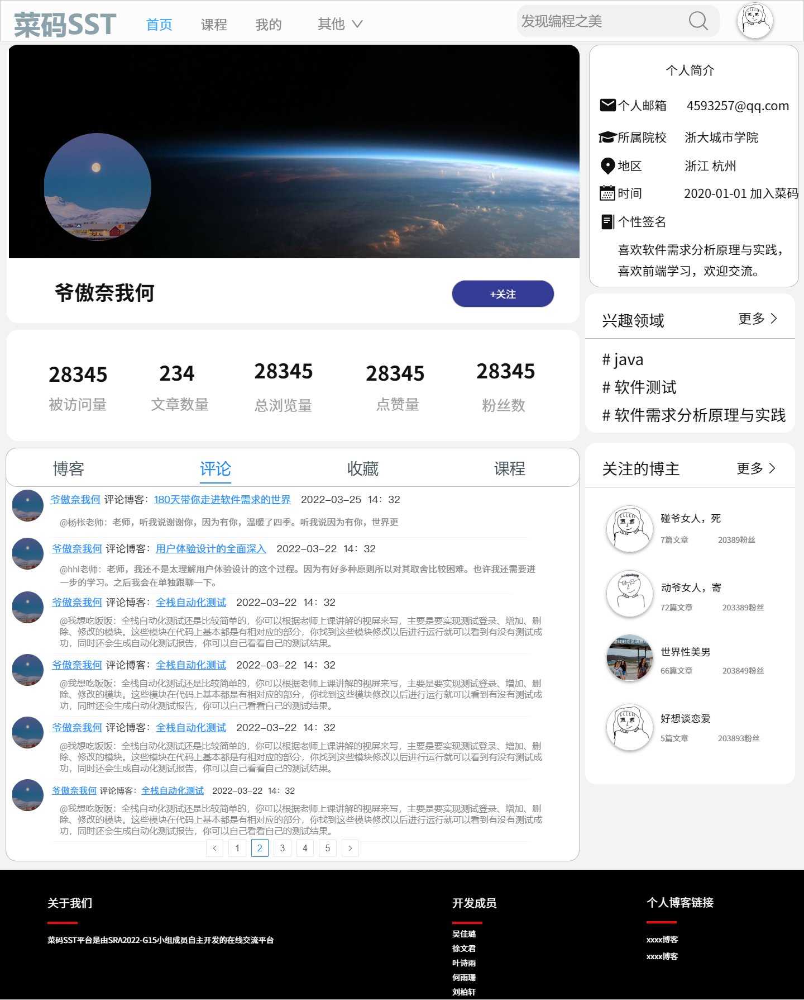 菜码SST 首页 课程 我的 其他 发现编程之美
个人简介
个人邮箱 4593257@qq.com
所属院校 浙大城市学院
地区 浙江 杭州
时间 2020-01-01 加入菜码
个性签名
喜欢软件需求分析原理与实践，
喜欢前端学习，欢迎交流。
爷傲奈我何 +关注
28345 234 28345 28345 28345
被访问量 文章数量 总浏览量 点赞量 粉丝数
兴趣领域 更多
# java
# 软件测试
# 软件需求分析原理与实践
博客 评论 收藏 课程
爷傲奈我何 评论博客：180天带你走进软件需求的世界 2022-03-25 14：32
@杨枨老师：老师，听我说谢谢你，因为有你，温暖了四季。听我说因为有你，世界更
爷傲奈我何 评论博客：用户体验设计的全面深入 2022-03-22 14：32
@hhl老师：老师，我还不是太理解用户体验设计的这个过程。因为有好多种原则所以对其取舍比较困难。也许我还需要进
一步的学习。之后我会在单独跟聊一下。
爷傲奈我何 评论博客：全栈自动化测试 2022-03-22 14：32
@我想吃饭饭：全栈自动化测试还是比较简单的，你可以根据老师上课讲解的视屏来写，主要是要实现测试登录、增加、删
除、修改的模块。这些模块在代码上基本都是有相对应的部分，你找到这些模块修改以后进行运行就可以看到有没有测试成
功，同时还会生成自动化测试报告，你可以自己看看自己的测试结果。
爷傲奈我何 评论博客：全栈自动化测试 2022-03-22 14：32
@我想吃饭饭：全栈自动化测试还是比较简单的，你可以根据老师上课讲解的视屏来写，主要是要实现测试登录、增加、删
除、修改的模块。这些模块在代码上基本都是有相对应的部分，你找到这些模块修改以后进行运行就可以看到有没有测试成
功，同时还会生成自动化测试报告，你可以自己看看自己的测试结果。
爷傲奈我何 评论博客：全栈自动化测试 2022-03-22 14：32
@我想吃饭饭：全栈自动化测试还是比较简单的，你可以根据老师上课讲解的视屏来写，主要是要实现测试登录、增加、删
除、修改的模块。这些模块在代码上基本都是有相对应的部分，你找到这些模块修改以后进行运行就可以看到有没有测试成
功，同时还会生成自动化测试报告，你可以自己看看自己的测试结果。
爷傲奈我何 评论博客：全栈自动化测试 2022-03-22 14：32
@我想吃饭饭：全栈自动化测试还是比较简单的，你可以根据老师上课讲解的视屏来写，主要是要实现测试登录、增加、删
除、修改的模块。这些模块在代码上基本都是有相对应的部分，你找到这些模块修改以后进行运行就可以看到有没有测试成
功，同时还会生成自动化测试报告，你可以自己看看自己的测试结果。
1 2 3 4 5
关注的博主 更多
碰爷女人，死
7篇文章 20389粉丝
动爷女人，寄
72篇文章 203389粉丝
世界性美男
66篇文章 203849粉丝
好想谈恋爱
5篇文章 203893粉丝
关于我们
菜码SST平台是由SRA2022-G15小组成员自主开发的在线交流平台
开发成员
吴佳璐
徐文君
叶诗雨
何雨珊
刘柏轩
个人博客链接
xxxx博客
xxxx博客